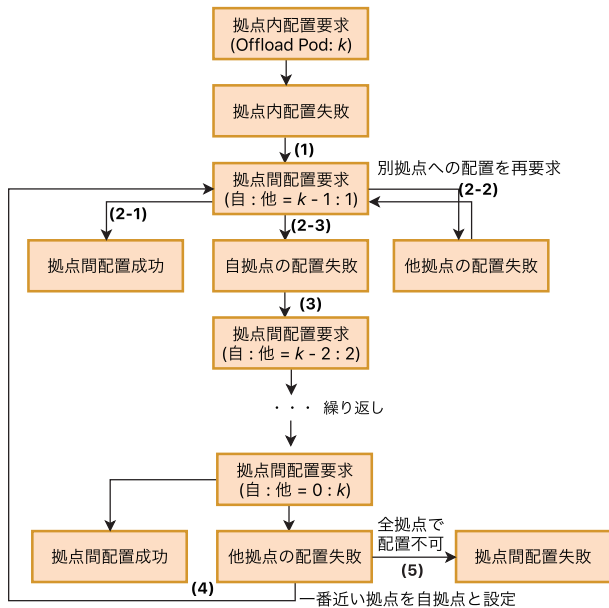 拠点内配置要求
(Offload Pod: k)
拠点内配置失敗
(1)
別拠点への配置を再要求
拠点間配置要求
(自 : 他 = k - 1 : 1)
(2-2)
(2-1)
(2-3)
拠点間配置成功
自拠点の配置失敗
他拠点の配置失敗
(3)
拠点間配置要求
(自 : 他 = k - 2 : 2)
・・・ 繰り返し
拠点間配置要求
(自 : 他 = 0 : k)
全拠点で
配置不可
拠点間配置成功
他拠点の配置失敗
拠点間配置失敗
(5)
(4)
一番近い拠点を自拠点と設定